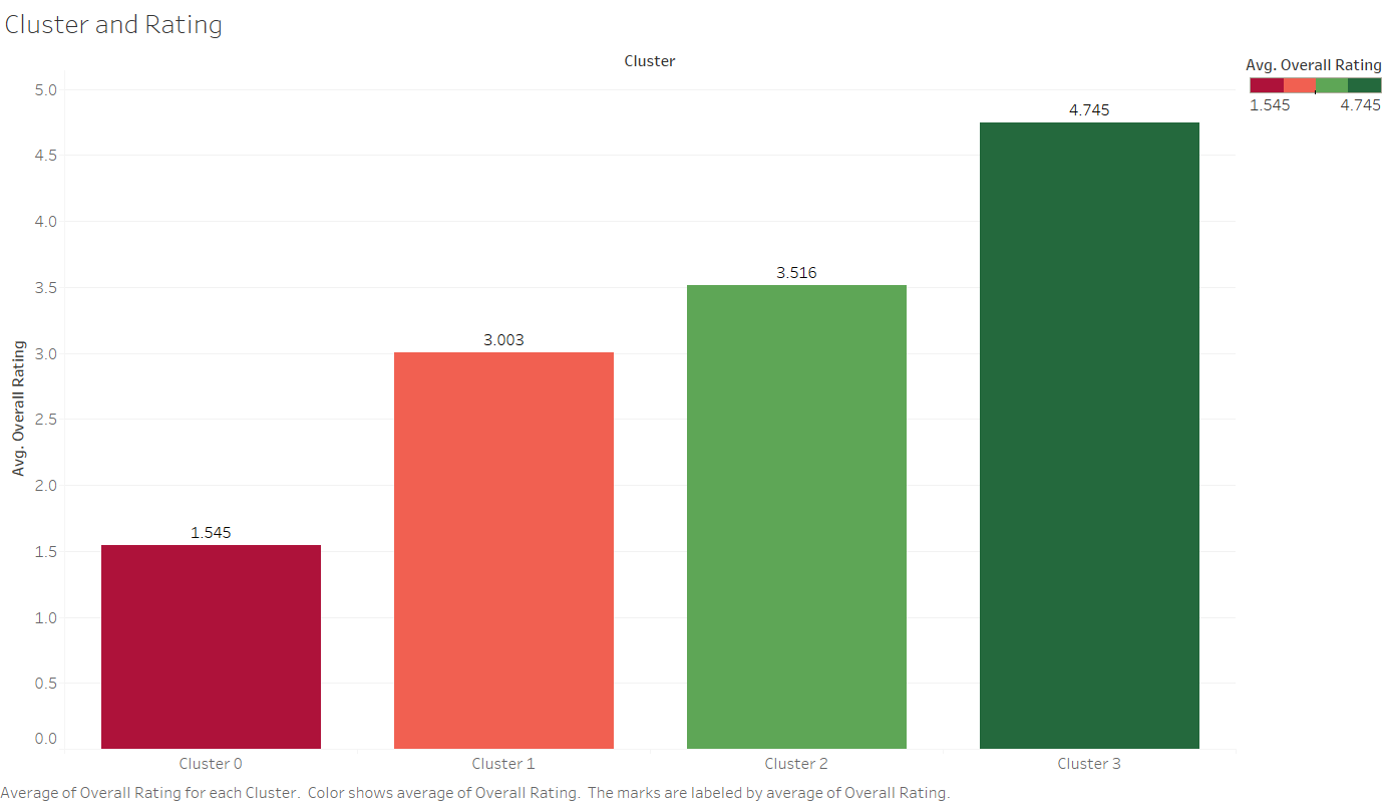 Cluster and Rating
Cluster
Avg. Overall Rating
1.545 4.745
Avg. Overall Rating
5.0
4.5
4.0
3.5
3.0
2.5
2.0
1.5
1.0
0.5
0.0
1.545
3.003
3.516
4.745
Cluster 0 Cluster 1 Cluster 2 Cluster 3
Average of Overall Rating for each Cluster. Color shows average of Overall Rating. The marks are labeled by average of Overall Rating.